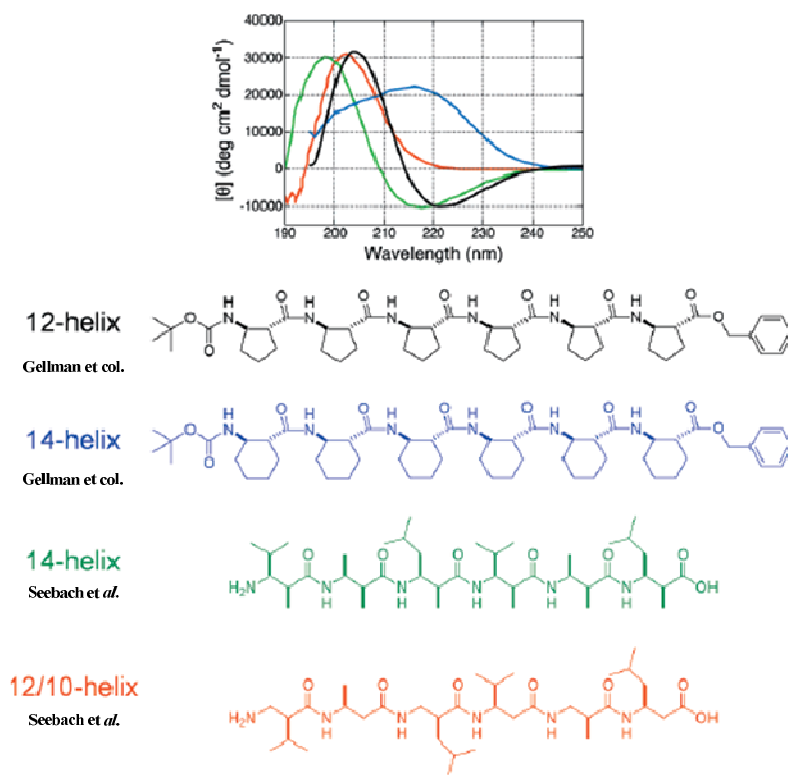 [θ] (deg cm² dmol⁻¹)
40000
30000
20000
10000
0
-10000
190 200 210 220 230 240 250
Wavelength (nm)
12-helix
Gellman et col.
H O H O H O H O H O H O
N N N N N N
O O
O
14-helix
Gellman et col.
H O H O H O H O H O H O
N N N N N N
O O
O
14-helix
Seebach et al.
O O O O O O
H₂N N N N N N OH
H H H H H
12/10-helix
Seebach et al.
O O O O O O
H₂N N N N N N OH
H H H H H